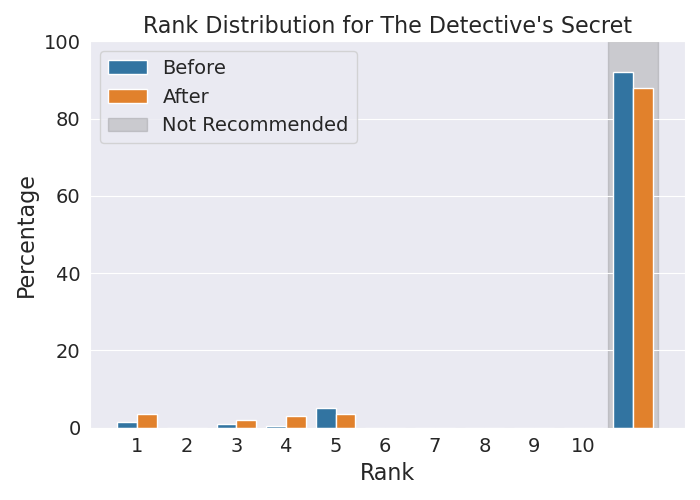 Rank Distribution for The Detective's Secret
100
80
60
40
20
0
Percentage
Before
After
Not Recommended
1 2 3 4 5 6 7 8 9 10
Rank